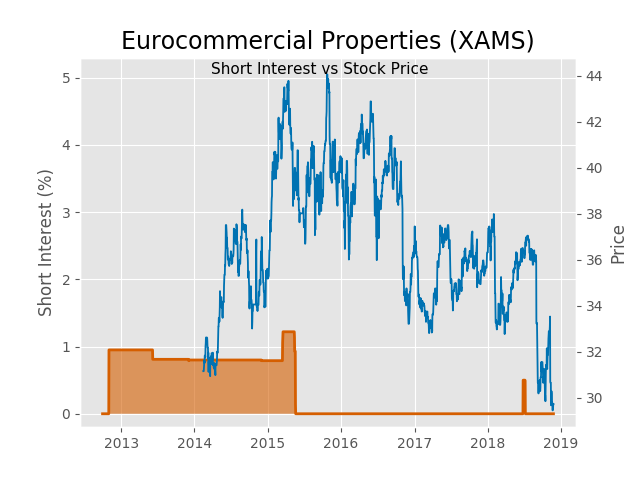 Eurocommercial Properties (XAMS)
Short Interest vs Stock Price
Short Interest (%)
5
4
3
2
1
0
44
42
40
38
36
34
32
30
Price
2013 2014 2015 2016 2017 2018 2019